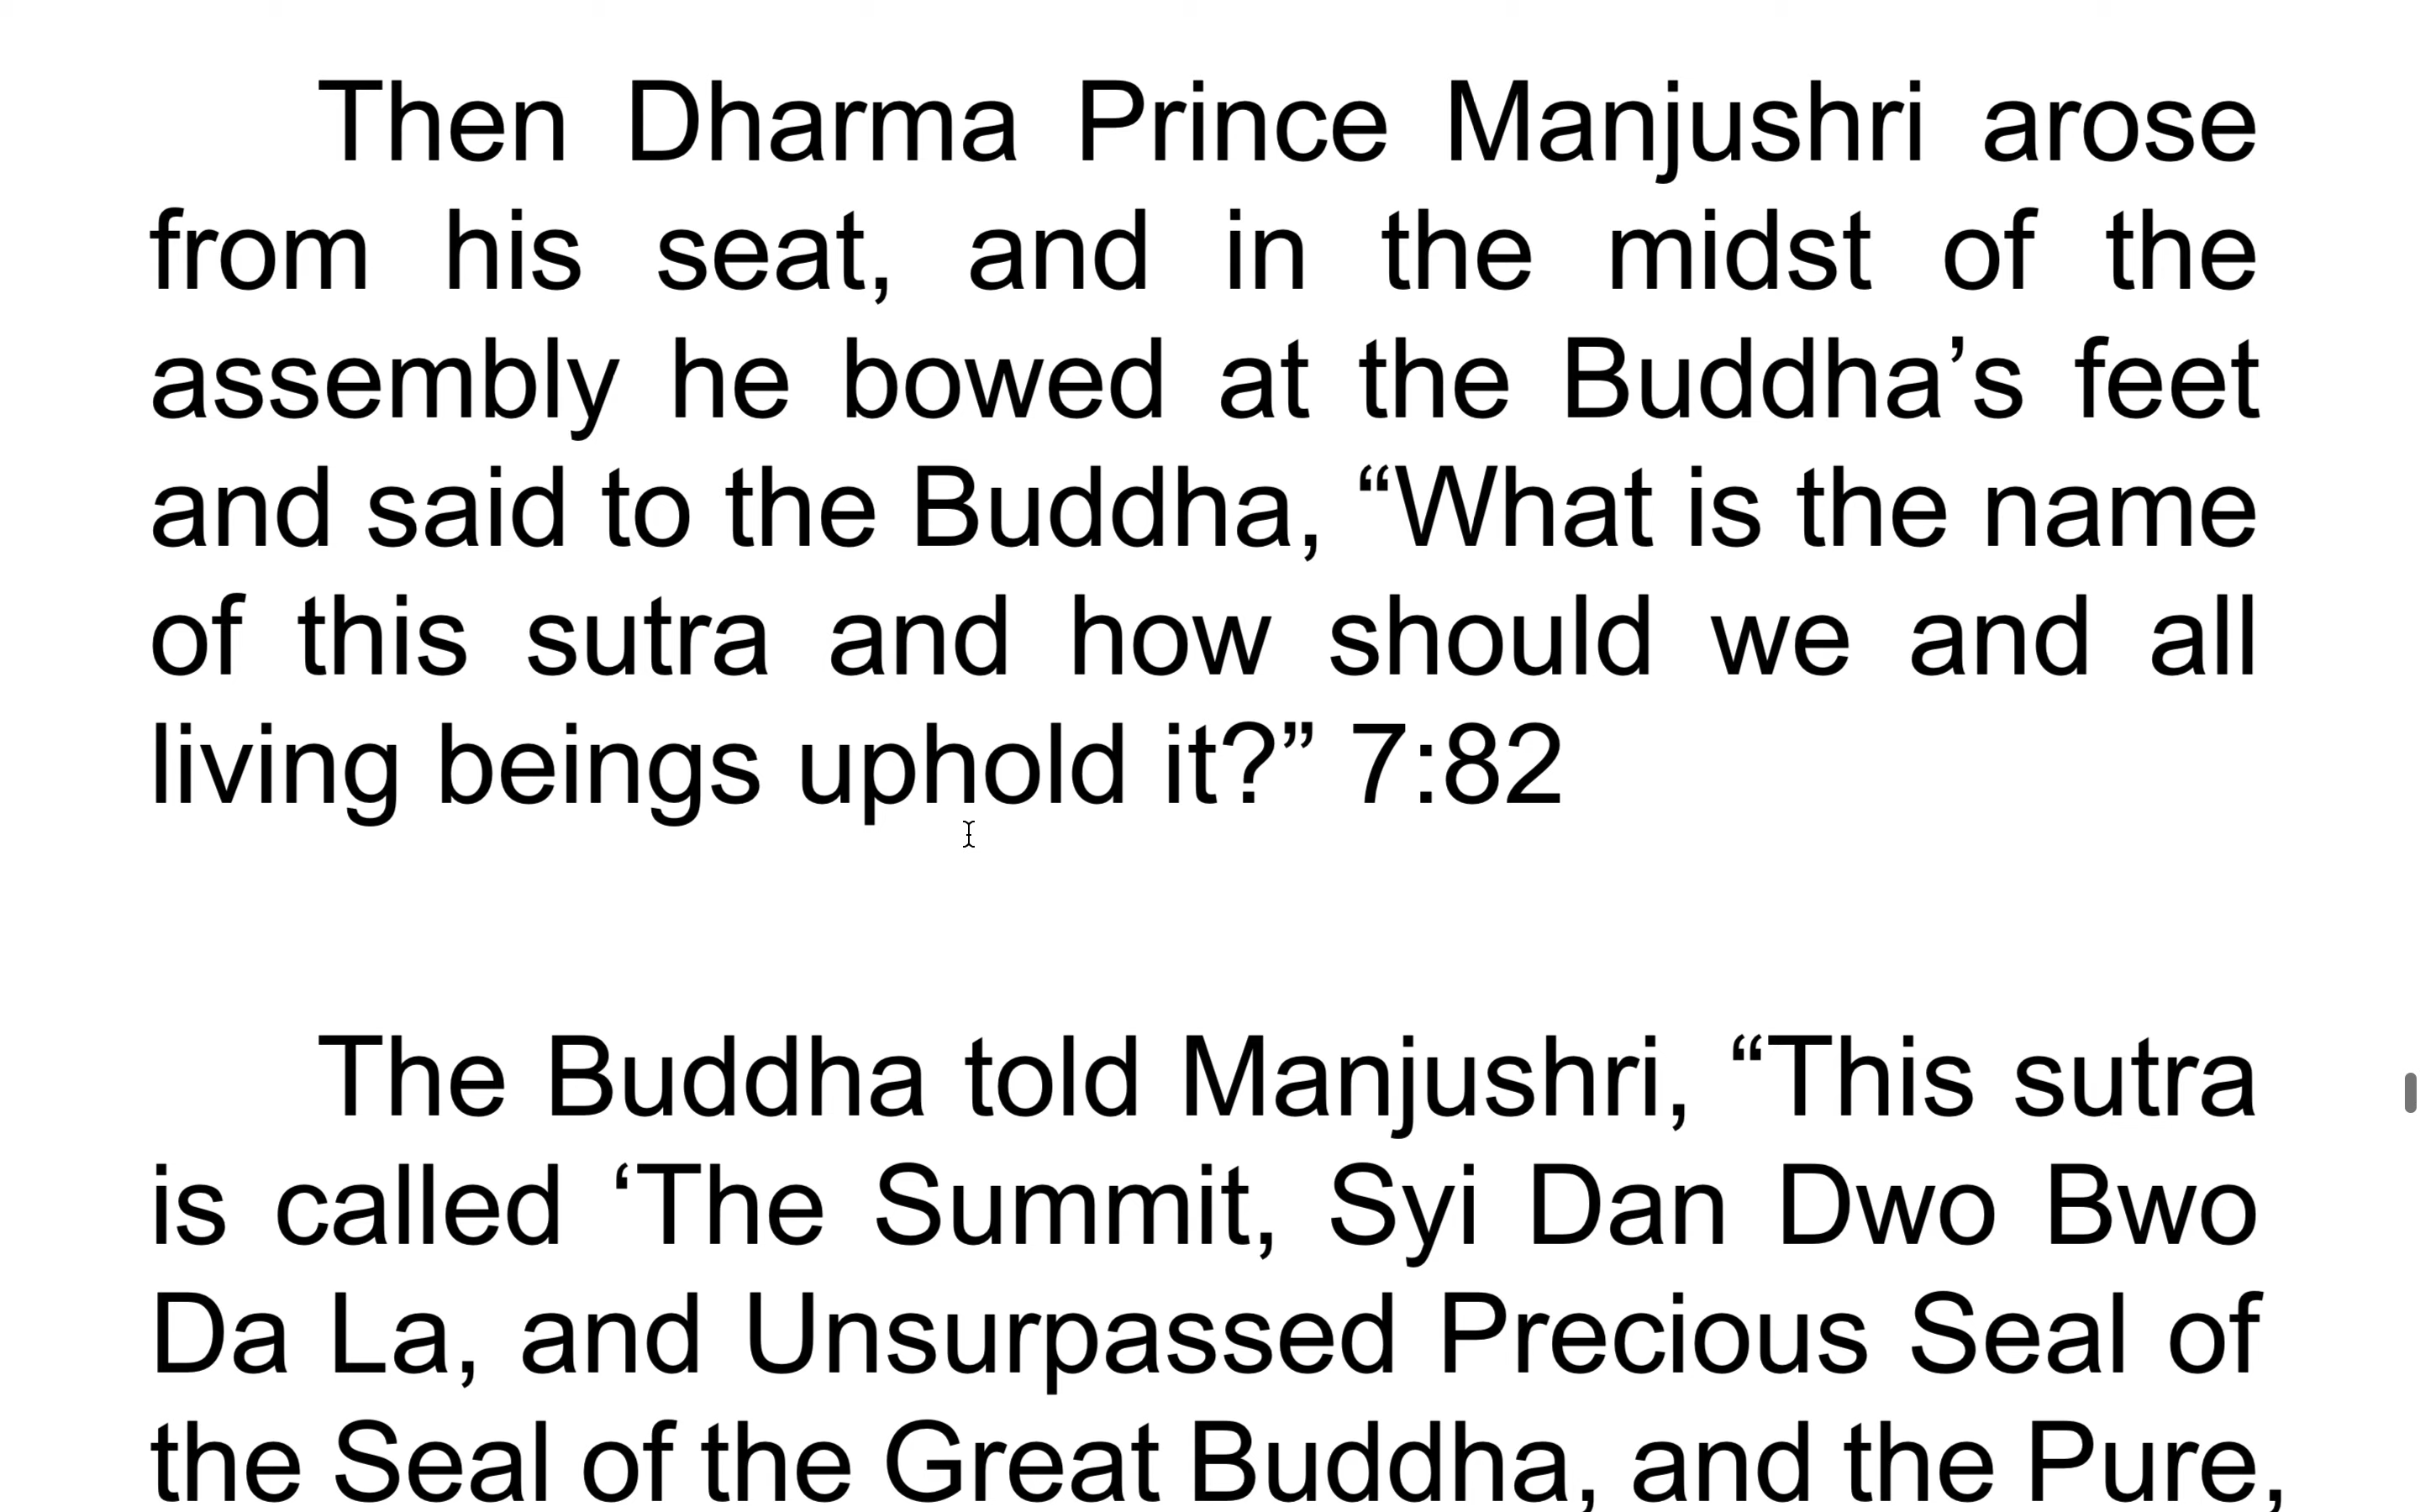 Then Dharma Prince Manjushri arose
from his seat, and in the midst of the
assembly he bowed at the Buddha’s feet
and said to the Buddha, “What is the name
of this sutra and how should we and all
living beings uphold it?” 7:82
The Buddha told Manjushri, “This sutra
is called ‘The Summit, Syi Dan Dwo Bwo
Da La, and Unsurpassed Precious Seal of
the Seal of the Great Buddha, and the Pure,